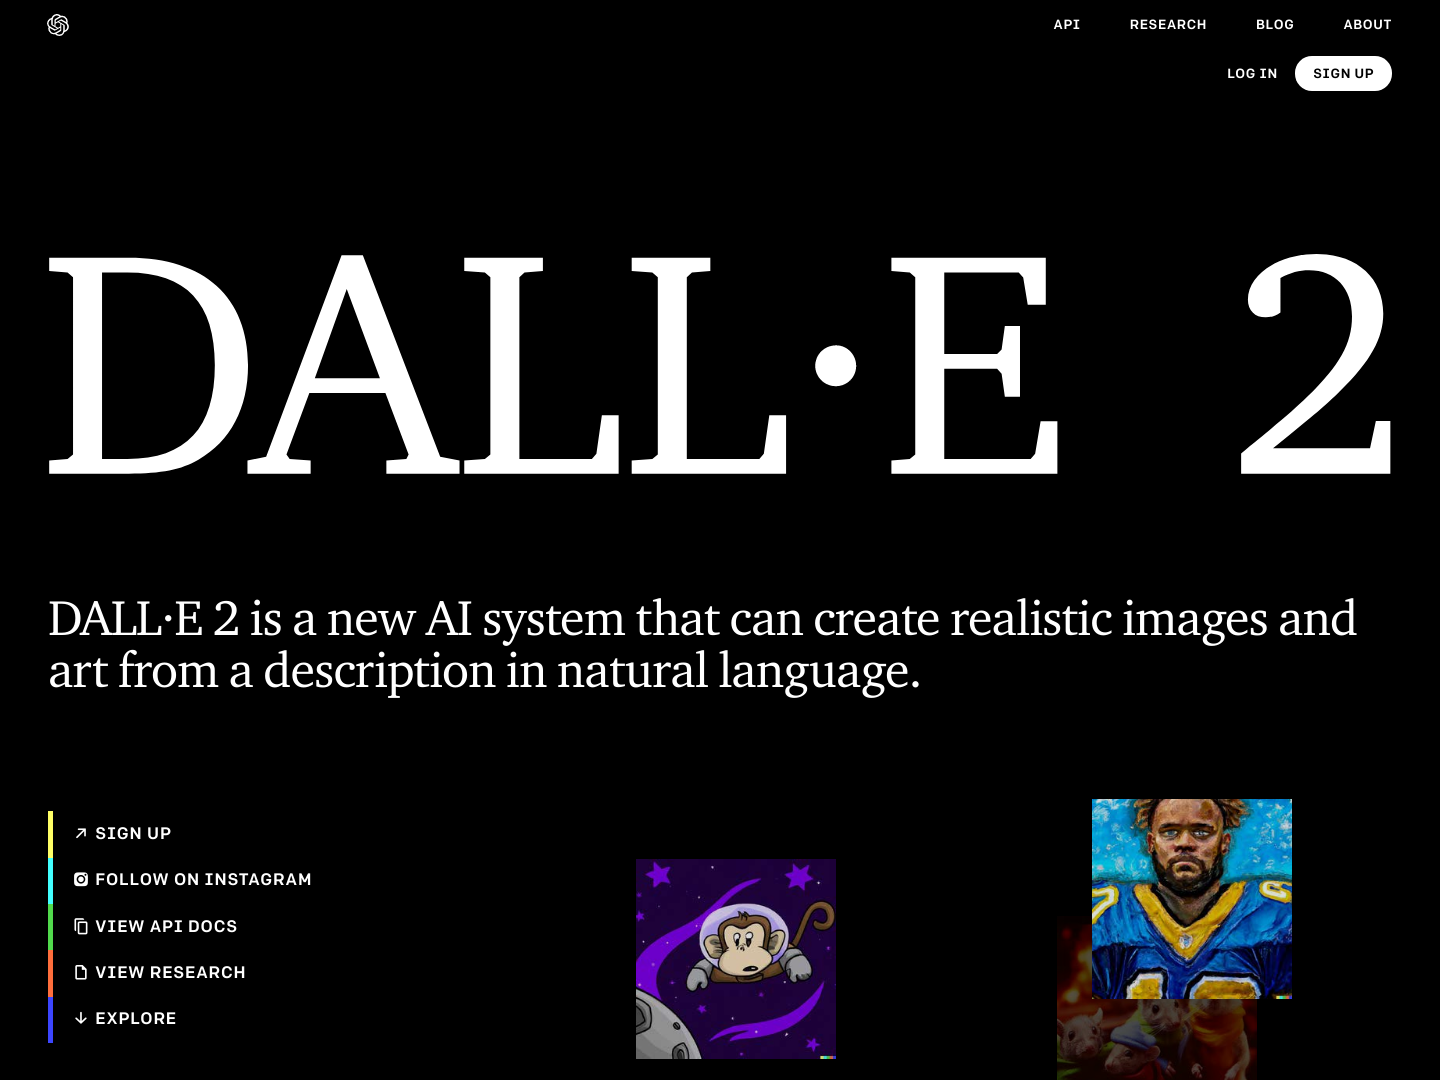 API RESEARCH BLOG ABOUT
LOG IN SIGN UP
DALL·E 2
DALL·E 2 is a new AI system that can create realistic images and
art from a description in natural language.
SIGN UP
FOLLOW ON INSTAGRAM
VIEW API DOCS
VIEW RESEARCH
EXPLORE